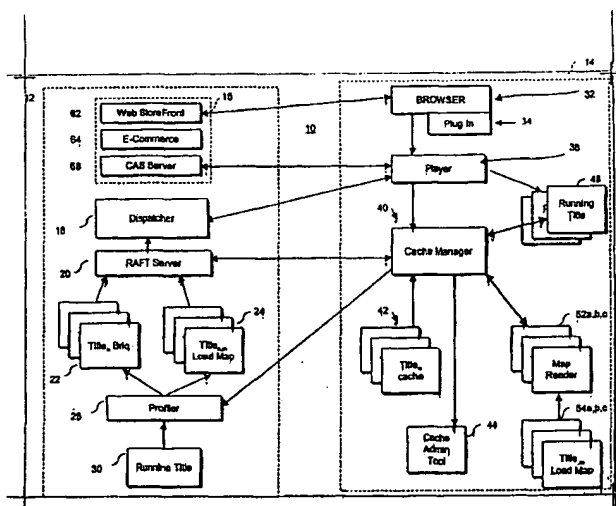 14
12
16
62
Web StoreFront
64
E-Commerce
68
CAS Server
10
BROWSER
32
Plug In
34
Player
36
18
Dispatcher
40
48
Running
Title
Cache Manager
20
RAFT Server
24
22
Title Briq.
Title
Load Map
42
Title
cache
52a,b,c
Map
Reader
Profiler
54a,b,c
44
Cache
Admin
Tool
Title
Load Map
30
Running Title